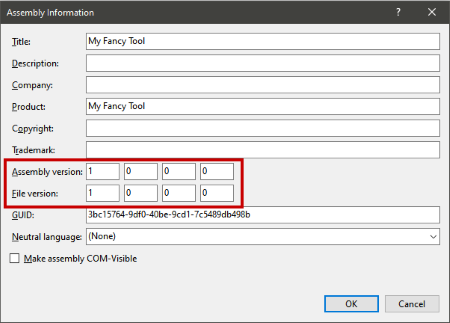 Assembly Information
? ×
Title: My Fancy Tool
Description:
Company:
Product: My Fancy Tool
Copyright:
Trademark:
Assembly version: 1 0 0 0
File version: 1 0 0 0
GUID: 3bc15764-9df0-40be-9cd1-7c5489db498b
Neutral language: (None)
Make assembly COM-Visible
OK Cancel